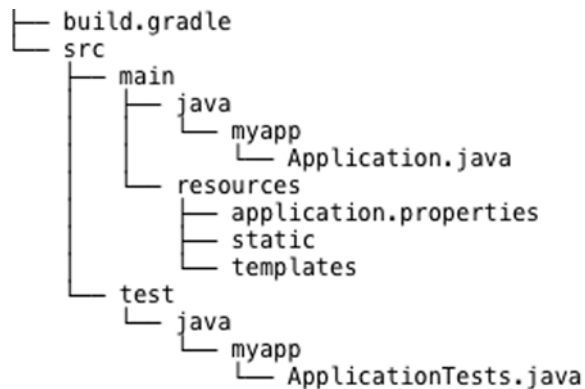 build.gradle
src
main
java
myapp
Application.java
resources
application.properties
static
templates
test
java
myapp
ApplicationTests.java